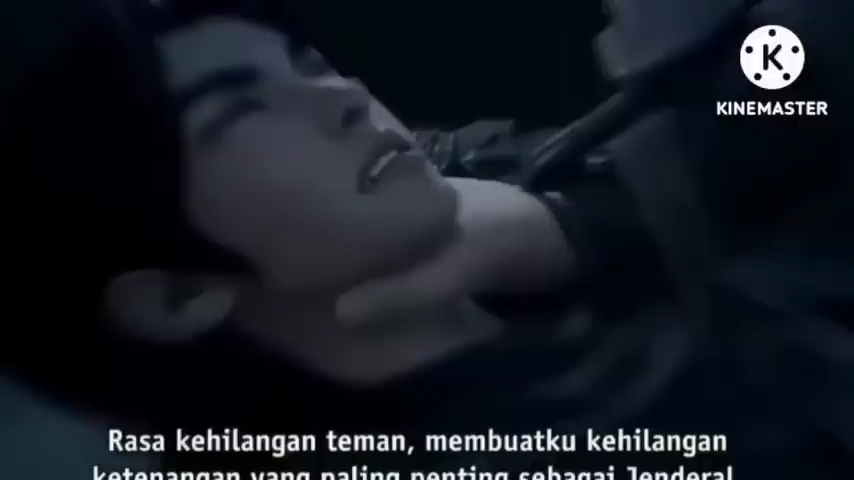 KINEMASTER
Rasa kehilangan teman, membuatku kehilangan
ketenangan yang paling penting sebagai Jenderal